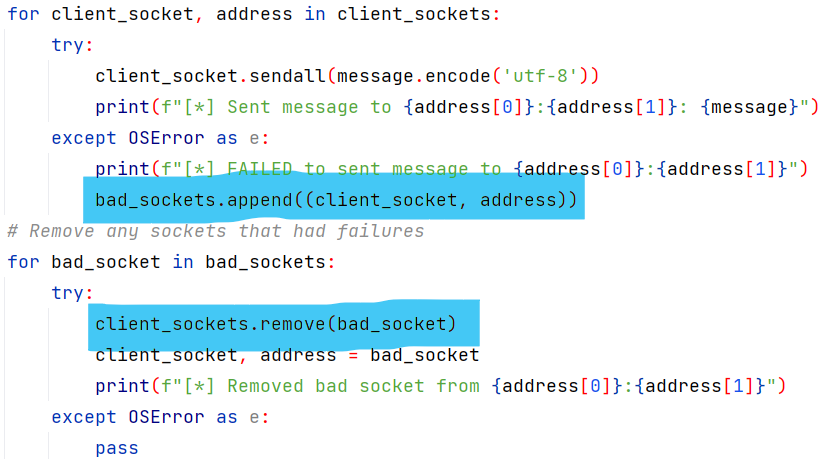 for client_socket, address in client_sockets:
    try:
        client_socket.sendall(message.encode('utf-8'))
        print(f"[*] Sent message to {address[0]}:{address[1]}: {message}")
    except OSError as e:
        print(f"[*] FAILED to sent message to {address[0]}:{address[1]}")
        bad_sockets.append((client_socket, address))
# Remove any sockets that had failures
for bad_socket in bad_sockets:
    try:
        client_sockets.remove(bad_socket)
        client_socket, address = bad_socket
        print(f"[*] Removed bad socket from {address[0]}:{address[1]}")
    except OSError as e:
        pass